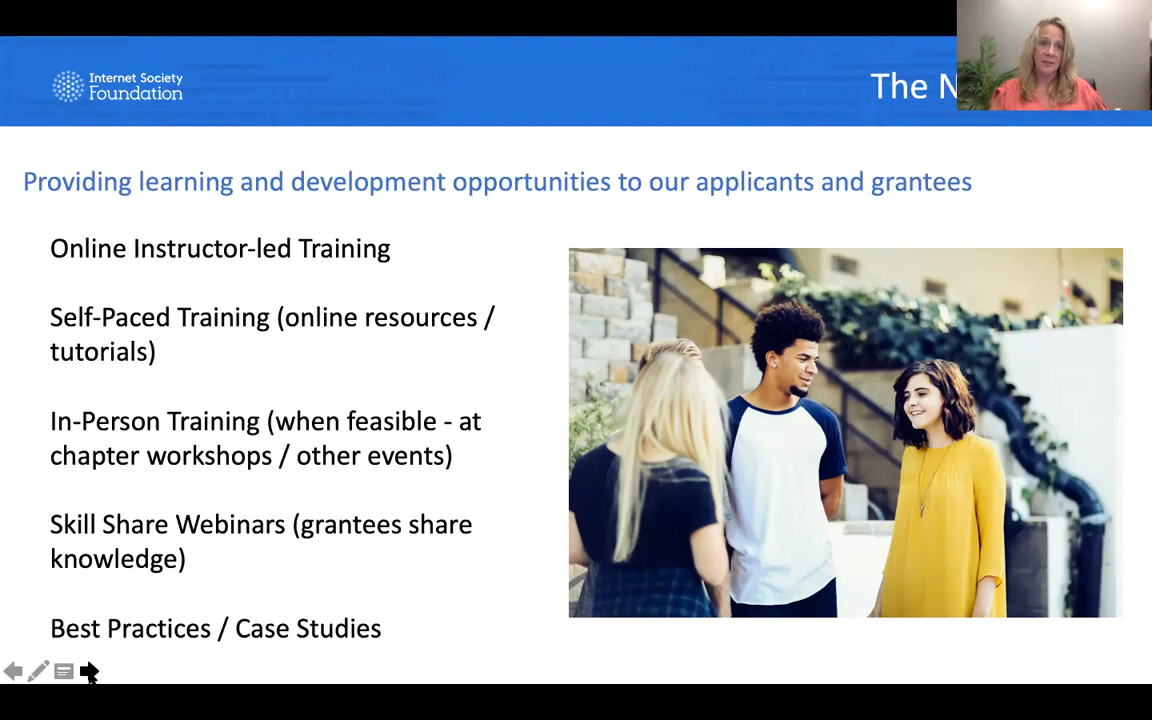 Internet Society
Foundation
The N
Providing learning and development opportunities to our applicants and grantees
Online Instructor-led Training
Self-Paced Training (online resources /
tutorials)
In-Person Training (when feasible - at
chapter workshops / other events)
Skill Share Webinars (grantees share
knowledge)
Best Practices / Case Studies